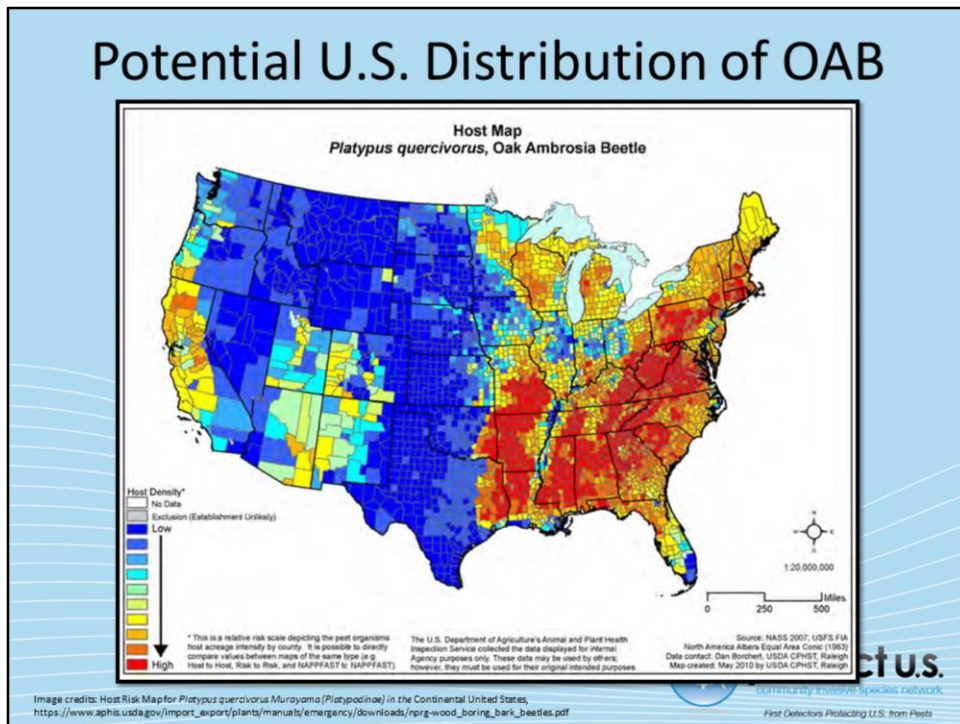 Potential U.S. Distribution of OAB
Host Map
Platypus quercivorus, Oak Ambrosia Beetle
Host Density*
No Data
Exclusion (Establishment Unlikely)
Low
High
1:20,000,000
Miles
0 250 500
* This is a relative risk scale depicting the pest organisms
host acreage intensity by county. It is possible to directly
compare values between maps of the same type (e.g.
Host to Host, Risk to Risk, and NAPPFAST to NAPPFAST).
The U.S. Department of Agriculture's Animal and Plant Health
Inspection Service collected the data displayed for internal
Agency purposes only. These data may be used by others;
however, they must be used for their original intended purposes.
Source: NASS 2007, USFS FIA
North America Albers Equal Area Conic (1983)
Data contact: Dan Borchert, USDA CPHST, Raleigh
Map created: May 2010 by USDA CPHST, Raleigh
ct U.S.
community invasive species network
First Detectors Protecting U.S. from Pests
Image credits: Host Risk Map for Platypus quercivorus Murayama (Platypodinae) in the Continental United States,
https://www.aphis.usda.gov/import_export/plants/manuals/emergency/downloads/nprg-wood_boring_bark_beetles.pdf